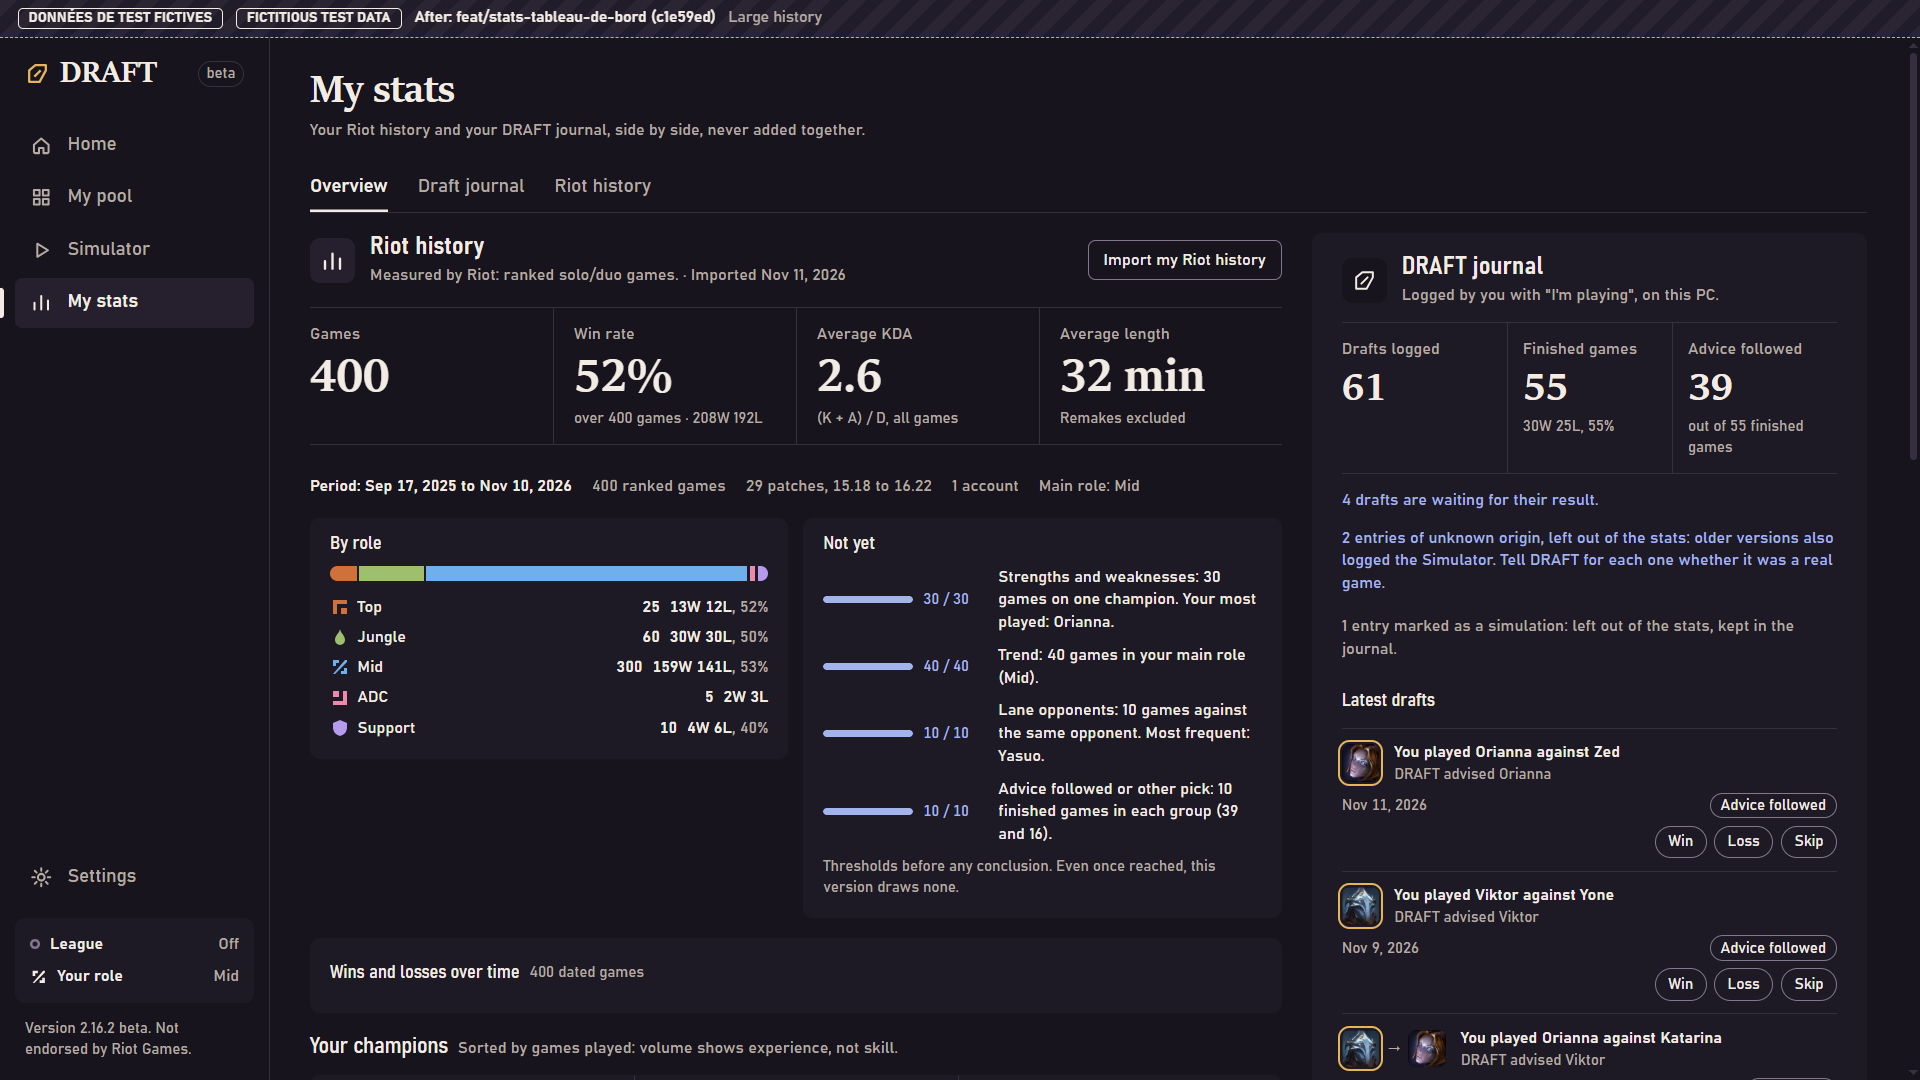 DONNÉES DE TEST FICTIVES
FICTITIOUS TEST DATA
After: feat/stats-tableau-de-bord (c1e59ed)
Large history
DRAFT
beta
Home
My pool
Simulator
My stats
Settings
League
Off
Your role
Mid
Version 2.16.2 beta. Not
endorsed by Riot Games.
My stats
Your Riot history and your DRAFT journal, side by side, never added together.
Overview
Draft journal
Riot history
Riot history
Measured by Riot: ranked solo/duo games. · Imported Nov 11, 2026
Import my Riot history
Games
400
Win rate
52%
over 400 games · 208W 192L
Average KDA
2.6
(K + A) / D, all games
Average length
32 min
Remakes excluded
Period: Sep 17, 2025 to Nov 10, 2026
400 ranked games
29 patches, 15.18 to 16.22
1 account
Main role: Mid
By role
Top 25 13W 12L, 52%
Jungle 60 30W 30L, 50%
Mid 300 159W 141L, 53%
ADC 5 2W 3L
Support 10 4W 6L, 40%
Not yet
30 / 30
Strengths and weaknesses: 30
games on one champion. Your most
played: Orianna.
40 / 40
Trend: 40 games in your main role
(Mid).
10 / 10
Lane opponents: 10 games against
the same opponent. Most frequent:
Yasuo.
10 / 10
Advice followed or other pick: 10
finished games in each group (39
and 16).
Thresholds before any conclusion. Even once reached, this
version draws none.
Wins and losses over time 400 dated games
Your champions Sorted by games played: volume shows experience, not skill.
DRAFT journal
Logged by you with "I'm playing", on this PC.
Drafts logged
61
Finished games
55
30W 25L, 55%
Advice followed
39
out of 55 finished
games
4 drafts are waiting for their result.
2 entries of unknown origin, left out of the stats: older versions also
logged the Simulator. Tell DRAFT for each one whether it was a real
game.
1 entry marked as a simulation: left out of the stats, kept in the
journal.
Latest drafts
You played Orianna against Zed
DRAFT advised Orianna
Nov 11, 2026
Advice followed
Win
Loss
Skip
You played Viktor against Yone
DRAFT advised Viktor
Nov 9, 2026
Advice followed
Win
Loss
Skip
→
You played Orianna against Katarina
DRAFT advised Viktor